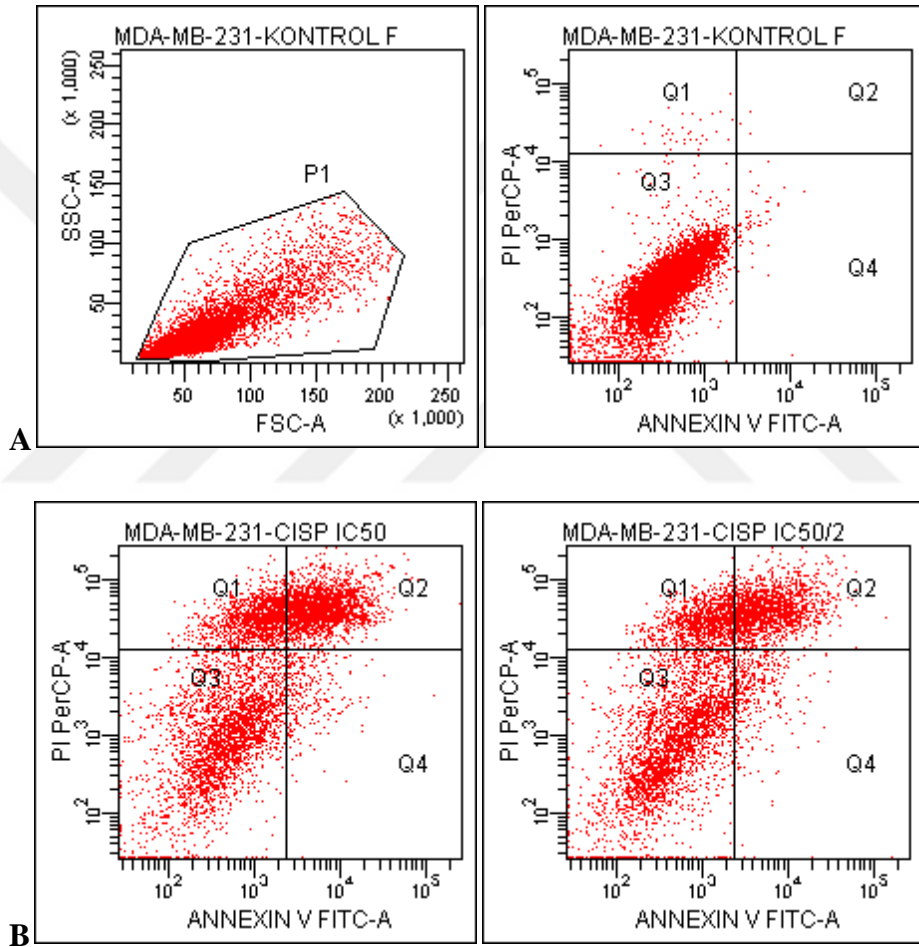 MDA-MB-231-KONTROL F
(x 1,000)
SSC-A
250
200
150
100
50
P1
50 100 150 200 250
(x 1,000)
FSC-A
MDA-MB-231-KONTROL F
PI PerCP-A
10^5
10^4
10^3
10^2
Q1
Q2
Q3
Q4
10^2 10^3 10^4 10^5
ANNEXIN V FITC-A
A
MDA-MB-231-CISP IC50
PI PerCP-A
10^5
10^4
10^3
10^2
Q1
Q2
Q3
Q4
10^2 10^3 10^4 10^5
ANNEXIN V FITC-A
MDA-MB-231-CISP IC50/2
PI PerCP-A
10^5
10^4
10^3
10^2
Q1
Q2
Q3
Q4
10^2 10^3 10^4 10^5
ANNEXIN V FITC-A
B